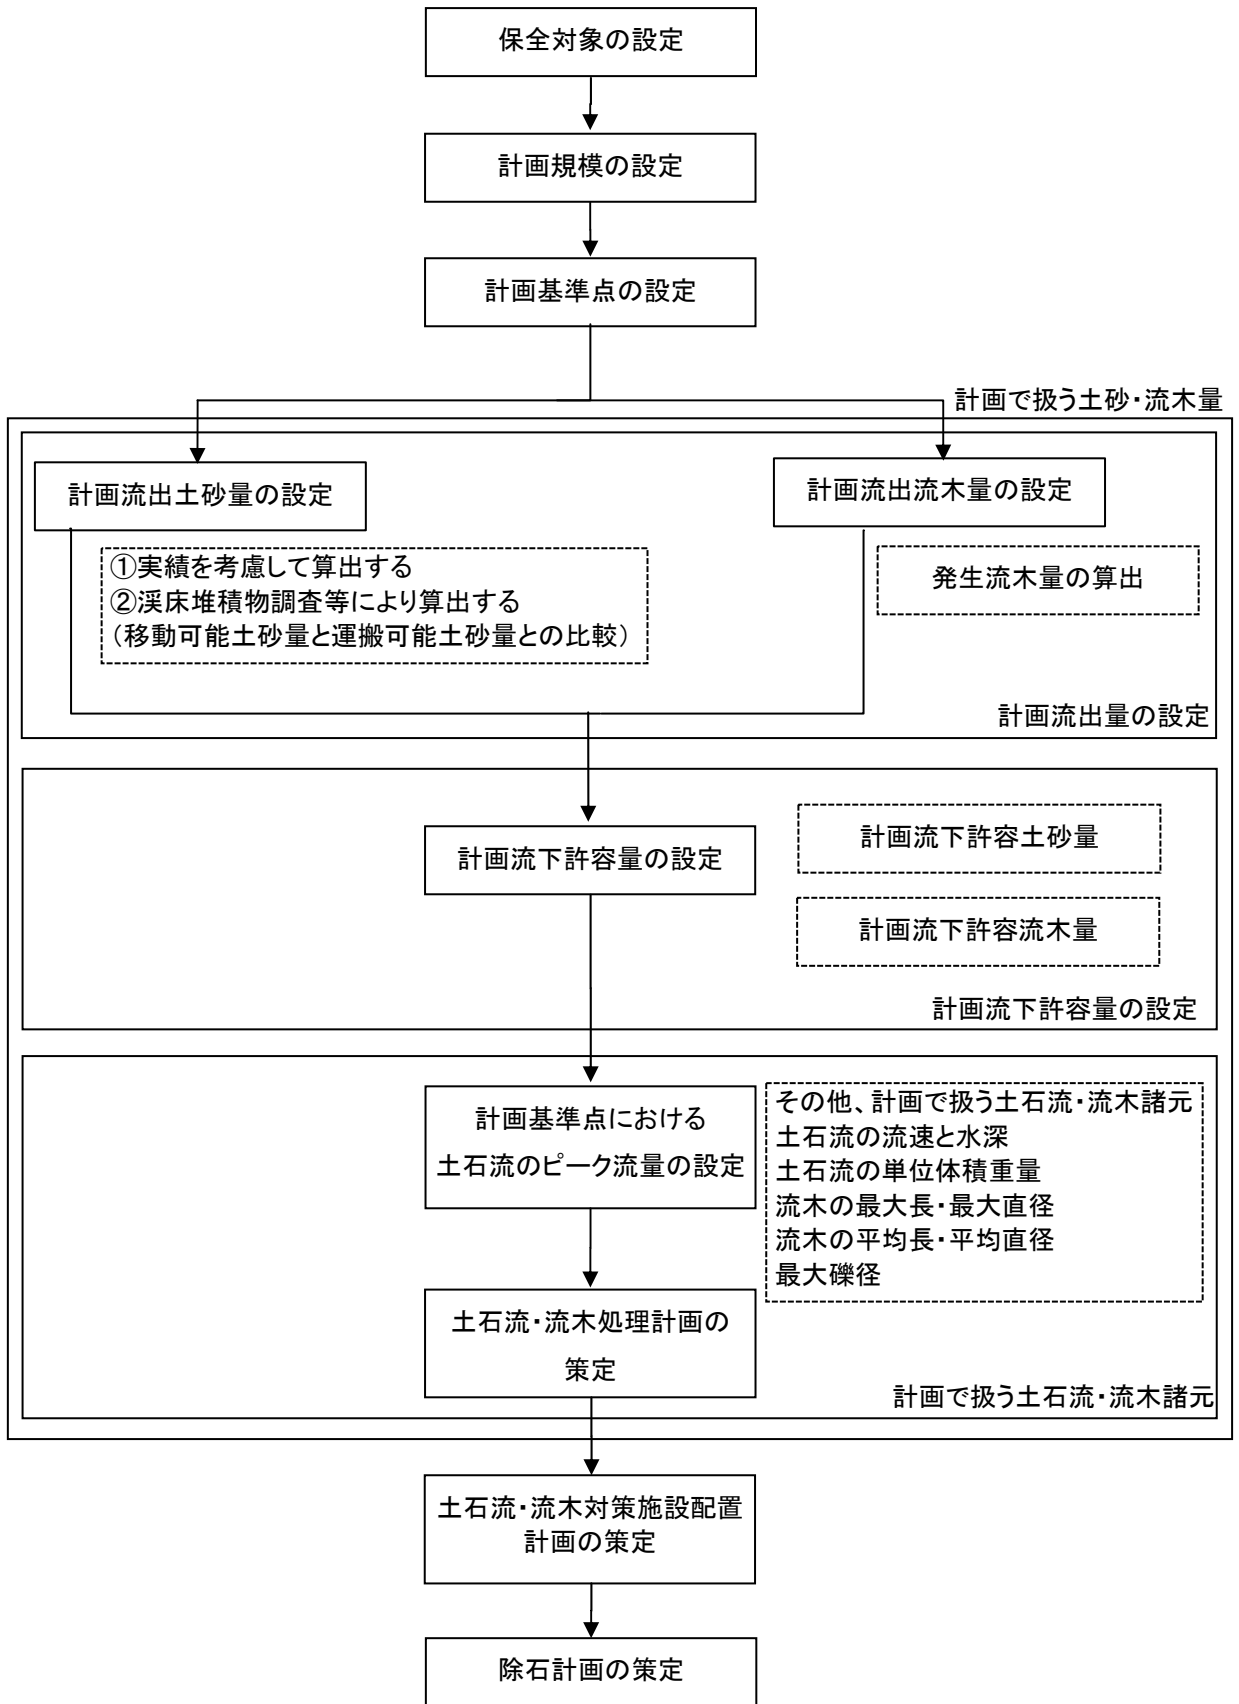 保全対象の設定
計画規模の設定
計画基準点の設定
計画で扱う土砂・流木量
計画流出土砂量の設定
計画流出流木量の設定
①実績を考慮して算出する
②渓床堆積物調査等により算出する
（移動可能土砂量と運搬可能土砂量との比較）
発生流木量の算出
計画流出量の設定
計画流下許容量の設定
計画流下許容土砂量
計画流下許容流木量
計画流下許容量の設定
計画基準点における
土石流のピーク流量の設定
その他、計画で扱う土石流・流木諸元
土石流の流速と水深
土石流の単位体積重量
流木の最大長・最大直径
流木の平均長・平均直径
最大礫径
土石流・流木処理計画の
策定
計画で扱う土石流・流木諸元
土石流・流木対策施設配置
計画の策定
除石計画の策定